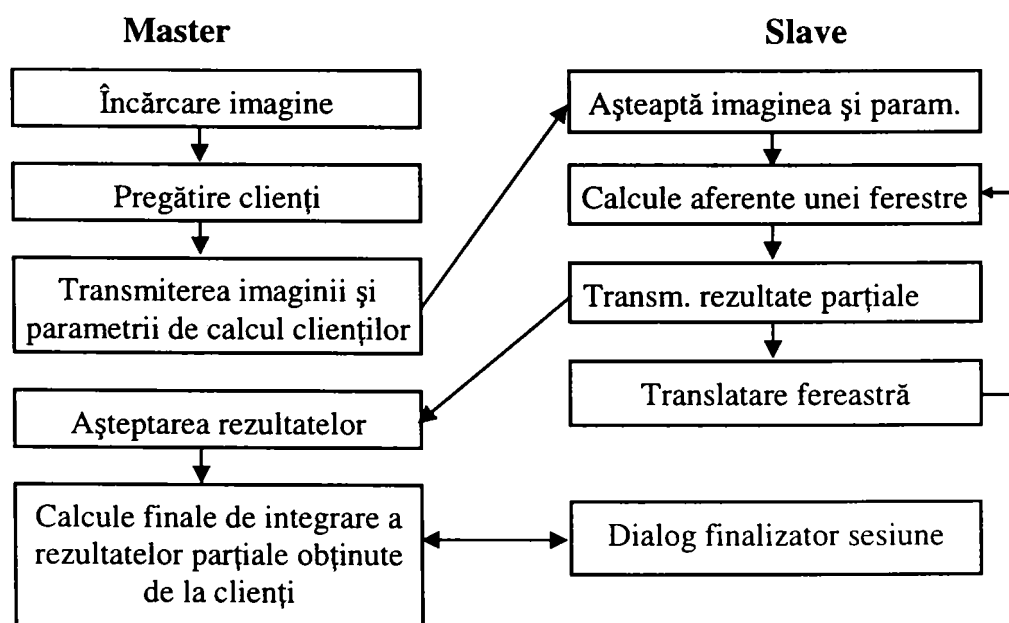 Master
Încărcare imagine
Pregătire clienţi
Transmiterea imaginii şi
parametrii de calcul clienţilor
Aşteptarea rezultatelor
Calcule finale de integrare a
rezultatelor parţiale obţinute
de la clienţi
Slave
Aşteaptă imaginea şi param.
Calcule aferente unei ferestre
Transm. rezultate parţiale
Translatare fereastră
Dialog finalizator sesiune